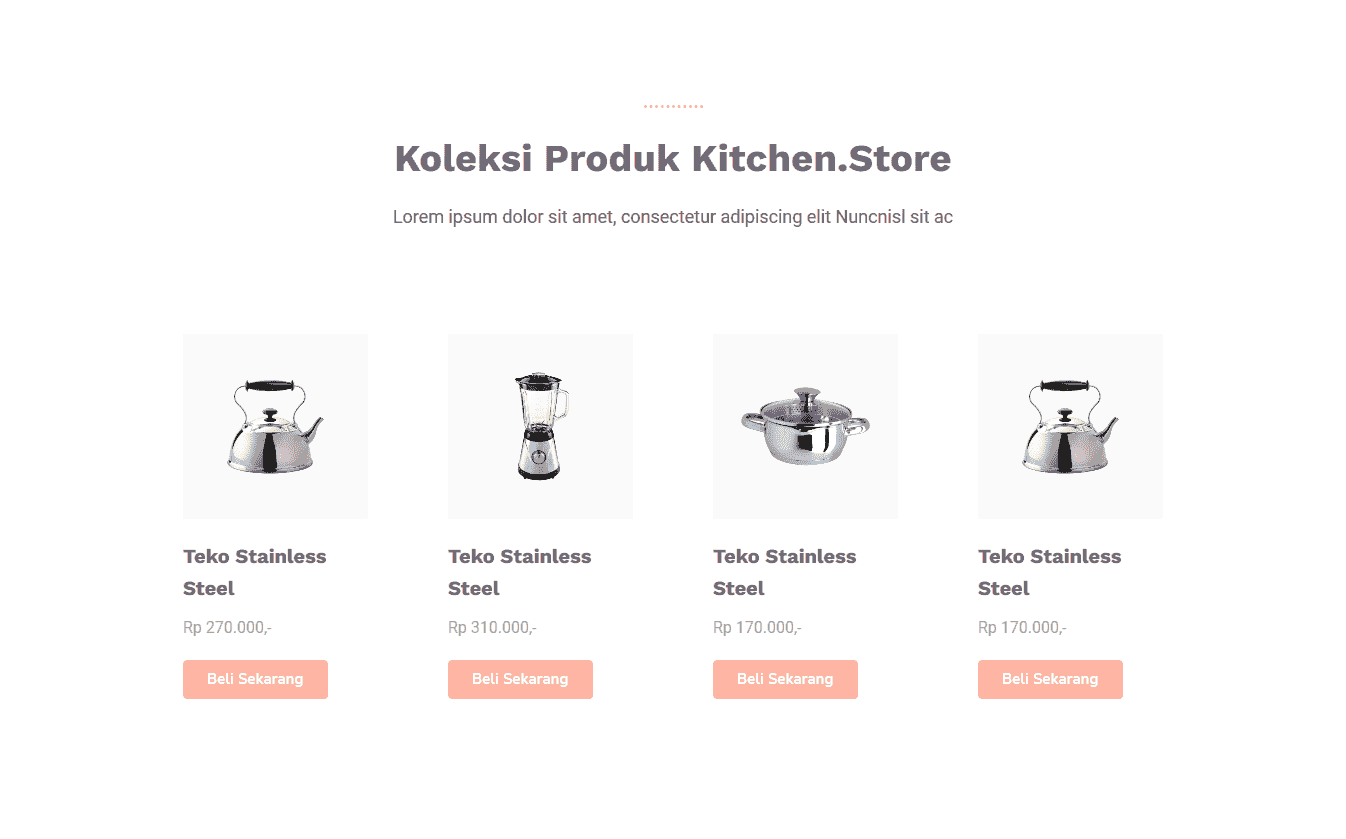 Koleksi Produk Kitchen.Store
Lorem ipsum dolor sit amet, consectetur adipiscing elit Nuncnisl sit ac
Teko Stainless
Steel
Rp 270.000,-
Beli Sekarang
Teko Stainless
Steel
Rp 310.000,-
Beli Sekarang
Teko Stainless
Steel
Rp 170.000,-
Beli Sekarang
Teko Stainless
Steel
Rp 170.000,-
Beli Sekarang